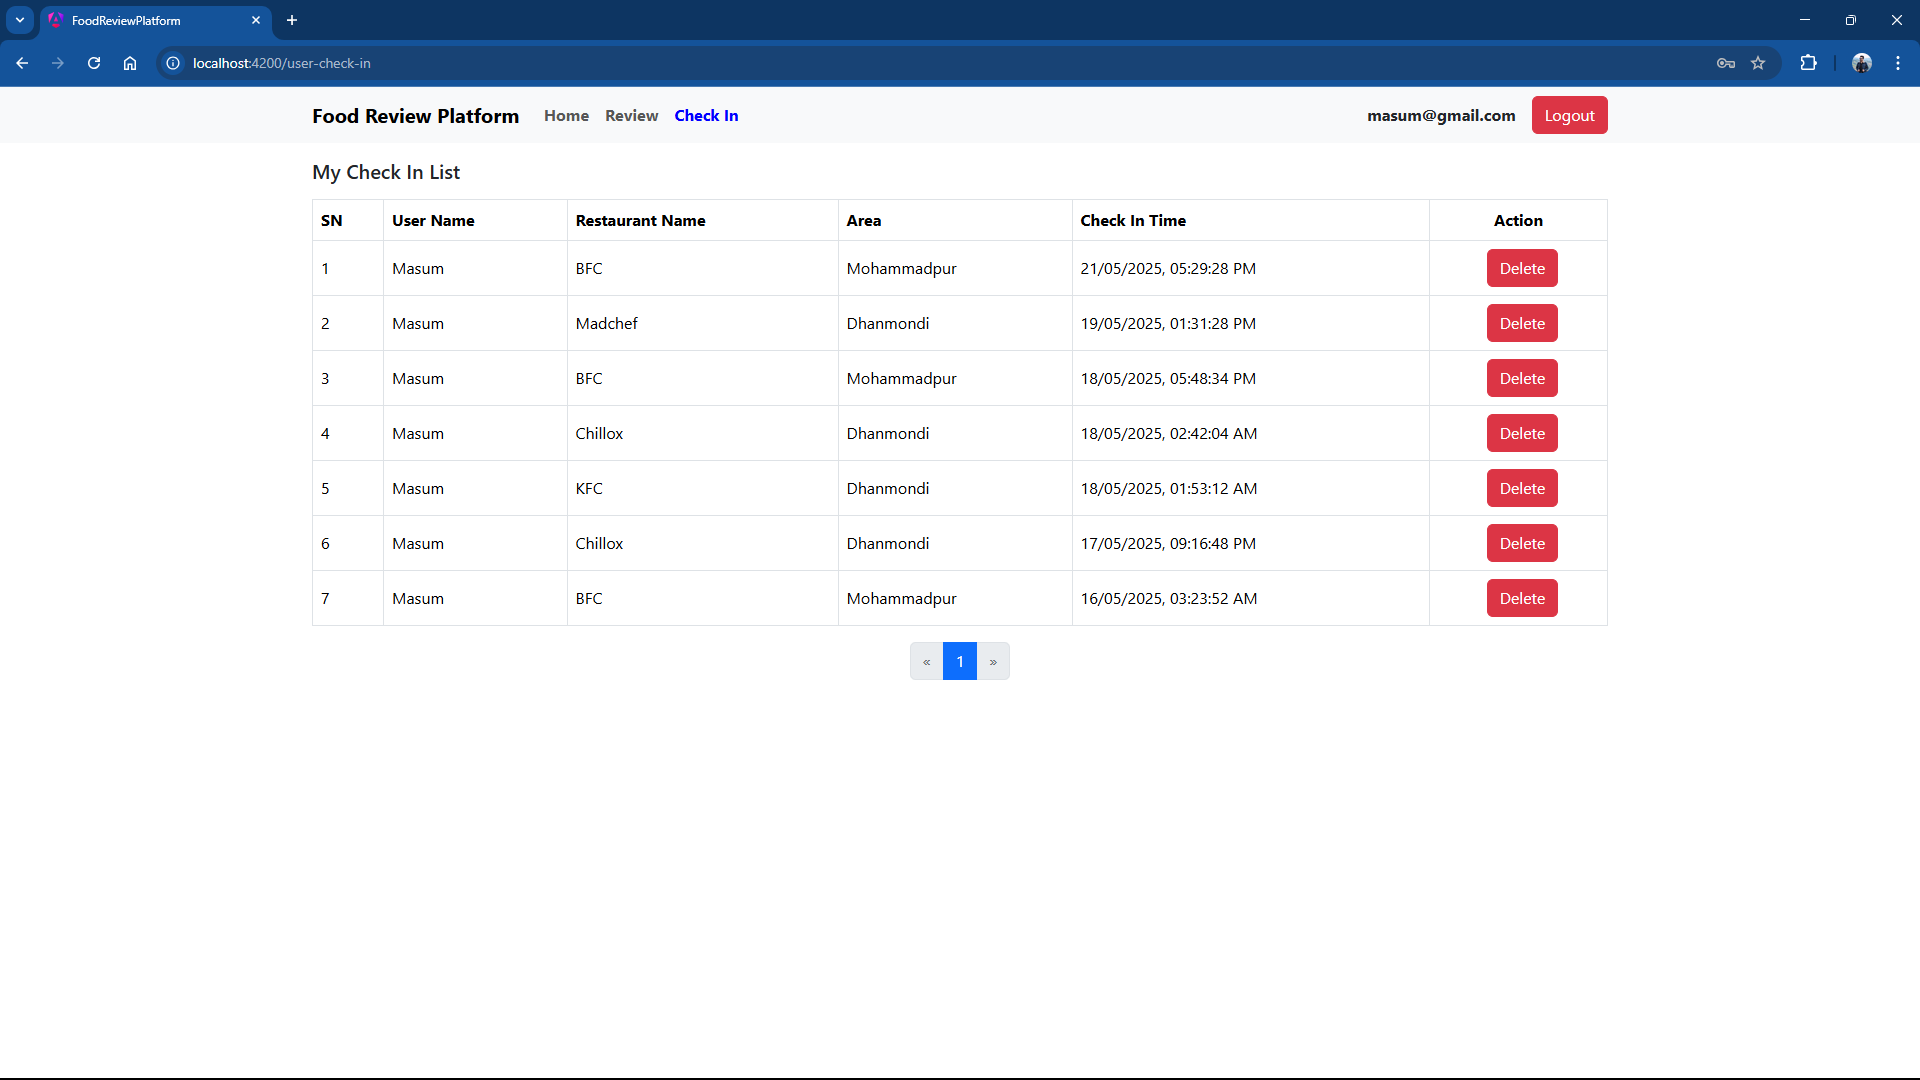 FoodReviewPlatform
localhost:4200/user-check-in
Food Review Platform Home Review Check In masum@gmail.com Logout
My Check In List
SN User Name Restaurant Name Area Check In Time Action
1 Masum BFC Mohammadpur 21/05/2025, 05:29:28 PM Delete
2 Masum Madchef Dhanmondi 19/05/2025, 01:31:28 PM Delete
3 Masum BFC Mohammadpur 18/05/2025, 05:48:34 PM Delete
4 Masum Chillox Dhanmondi 18/05/2025, 02:42:04 AM Delete
5 Masum KFC Dhanmondi 18/05/2025, 01:53:12 AM Delete
6 Masum Chillox Dhanmondi 17/05/2025, 09:16:48 PM Delete
7 Masum BFC Mohammadpur 16/05/2025, 03:23:52 AM Delete
« 1 »